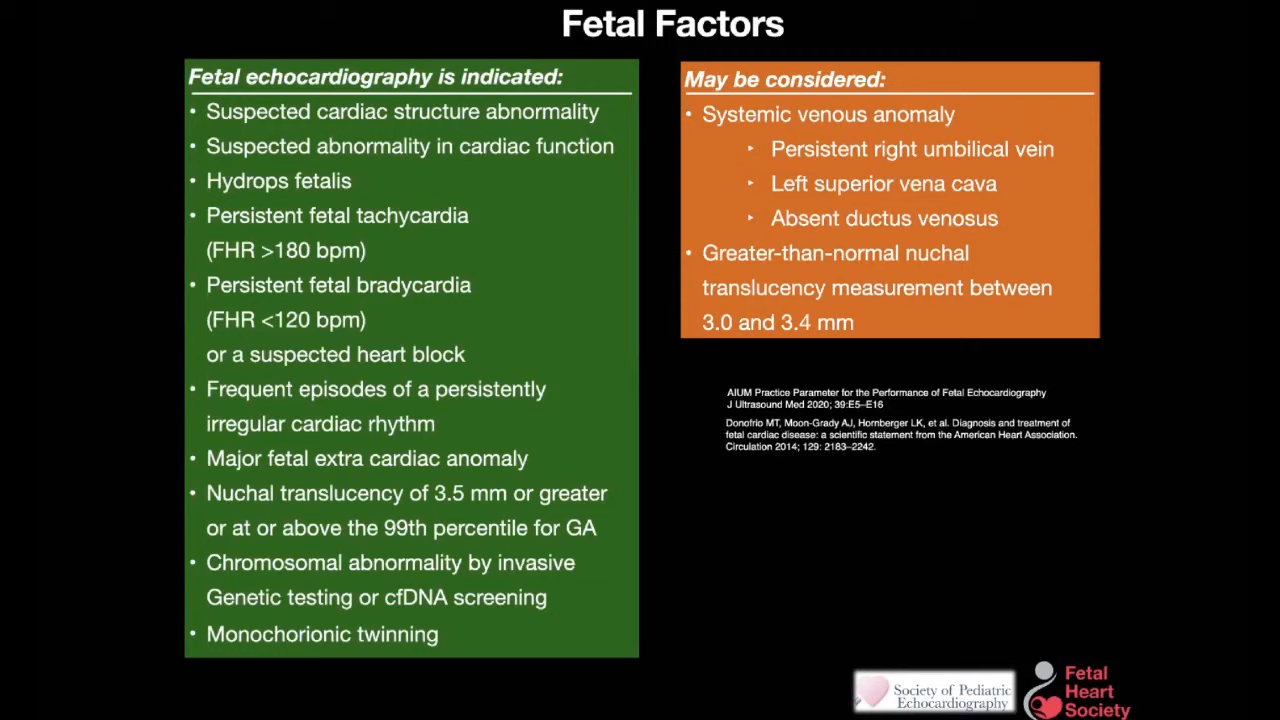 Fetal Factors
Fetal echocardiography is indicated:
• Suspected cardiac structure abnormality
• Suspected abnormality in cardiac function
• Hydrops fetalis
• Persistent fetal tachycardia
(FHR >180 bpm)
• Persistent fetal bradycardia
(FHR <120 bpm)
or a suspected heart block
• Frequent episodes of a persistently
irregular cardiac rhythm
• Major fetal extra cardiac anomaly
• Nuchal translucency of 3.5 mm or greater
or at or above the 99th percentile for GA
• Chromosomal abnormality by invasive
Genetic testing or cfDNA screening
• Monochorionic twinning
May be considered:
• Systemic venous anomaly
‣ Persistent right umbilical vein
‣ Left superior vena cava
‣ Absent ductus venosus
• Greater-than-normal nuchal
translucency measurement between
3.0 and 3.4 mm
AIUM Practice Parameter for the Performance of Fetal Echocardiography
J Ultrasound Med 2020; 39:E5–E16
Donofrio MT, Moon-Grady AJ, Hornberger LK, et al. Diagnosis and treatment of
fetal cardiac disease: a scientific statement from the American Heart Association.
Circulation 2014; 129: 2183–2242.
Society of Pediatric
Echocardiography
Fetal
Heart
Society